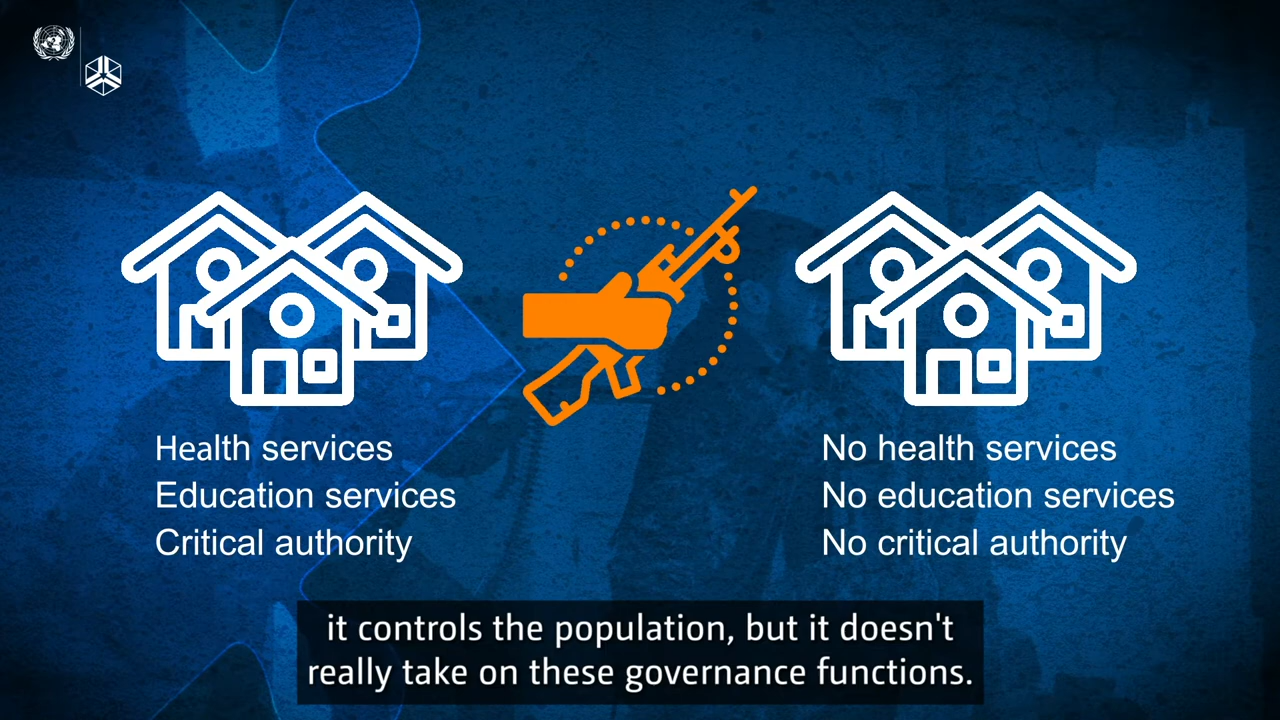 Health services
Education services
Critical authority
No health services
No education services
No critical authority
it controls the population, but it doesn't
really take on these governance functions.